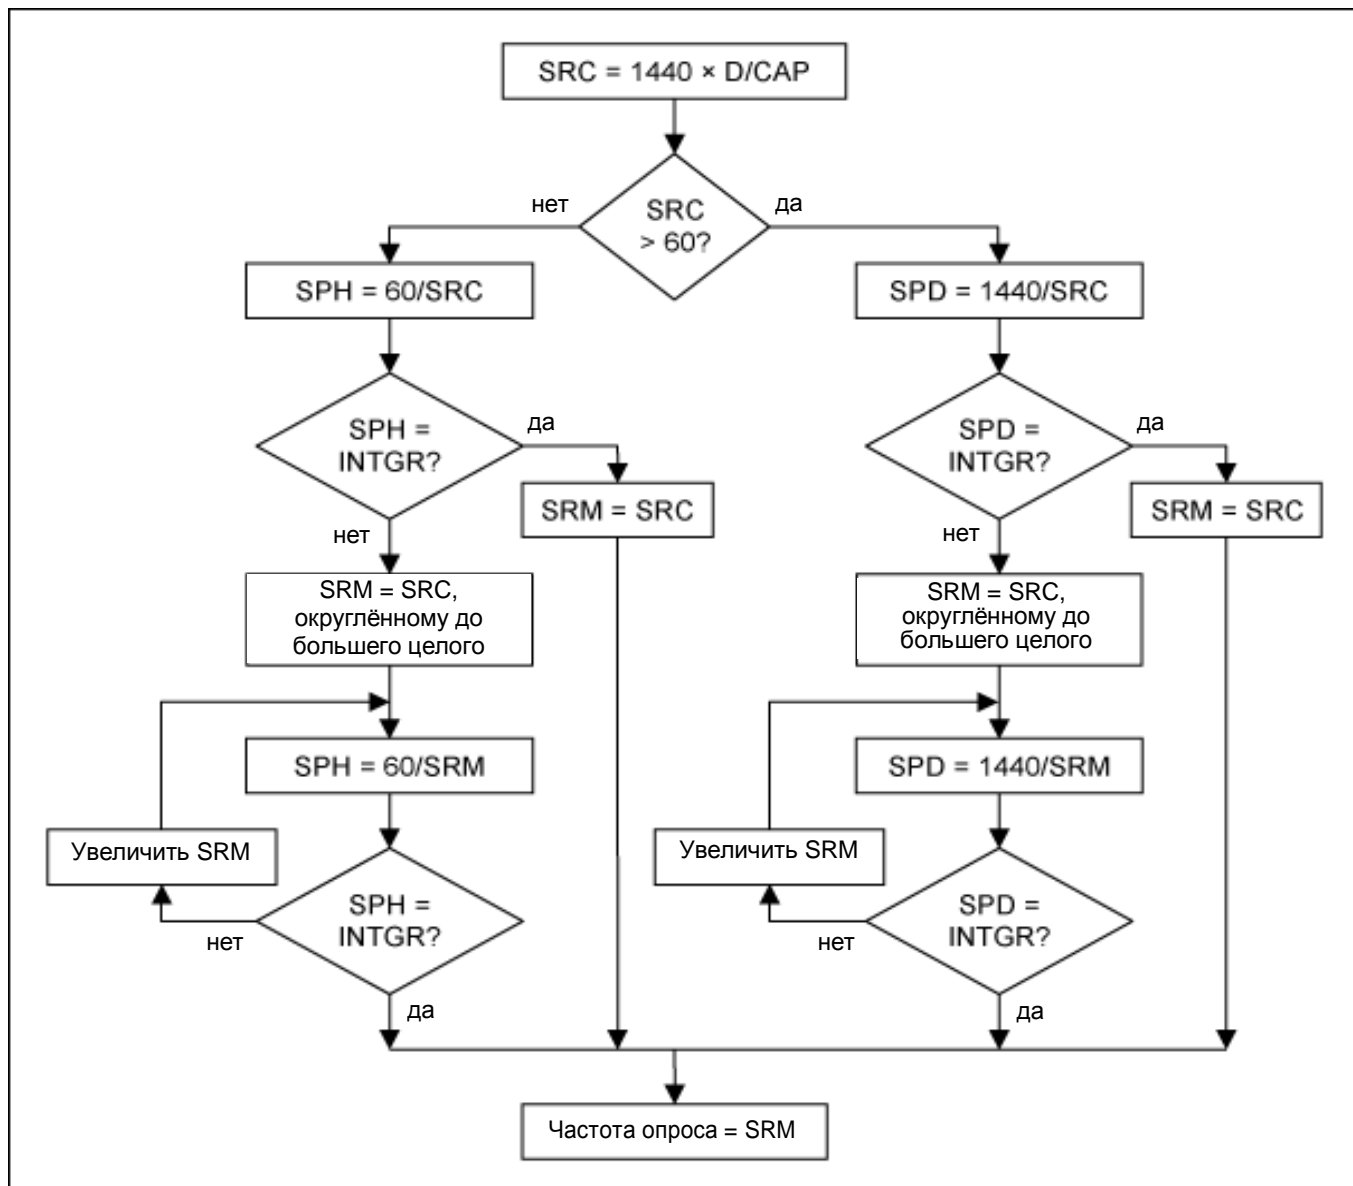 SRC = 1440 × D/CAP
SRC
> 60?
нет
да
SPH = 60/SRC
SPD = 1440/SRC
SPH =
INTGR?
да
нет
SPD =
INTGR?
да
нет
SRM = SRC
SRM = SRC
SRM = SRC,
округлённому до
большего целого
SRM = SRC,
округлённому до
большего целого
SPH = 60/SRM
SPD = 1440/SRM
Увеличить SRM
Увеличить SRM
SPH =
INTGR?
нет
да
SPD =
INTGR?
нет
да
Частота опроса = SRM